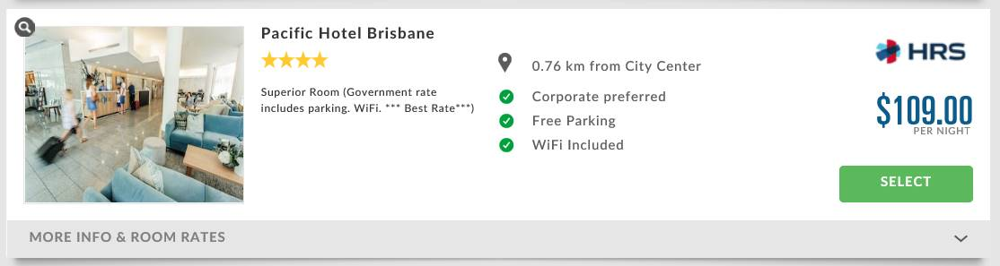 Pacific Hotel Brisbane
Superior Room (Government rate
includes parking. WiFi. *** Best Rate***)
0.76 km from City Center
Corporate preferred
Free Parking
WiFi Included
HRS
$109.00
PER NIGHT
SELECT
MORE INFO & ROOM RATES